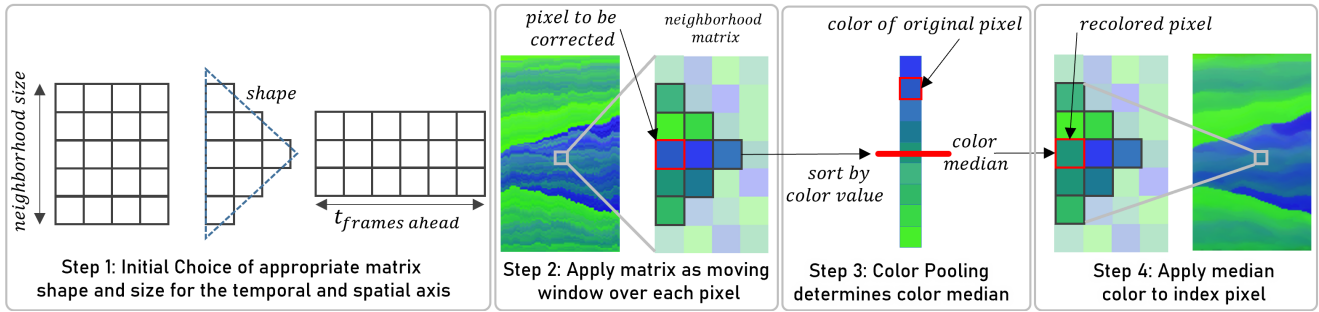 neighborhood size
shape
t frames ahead
Step 1: Initial Choice of appropriate matrix
shape and size for the temporal and spatial axis
pixel to be
corrected
neighborhood
matrix
Step 2: Apply matrix as moving
window over each pixel
color of original pixel
sort by
color value
color
median
Step 3: Color Pooling
determines color median
recolored pixel
Step 4: Apply median
color to index pixel